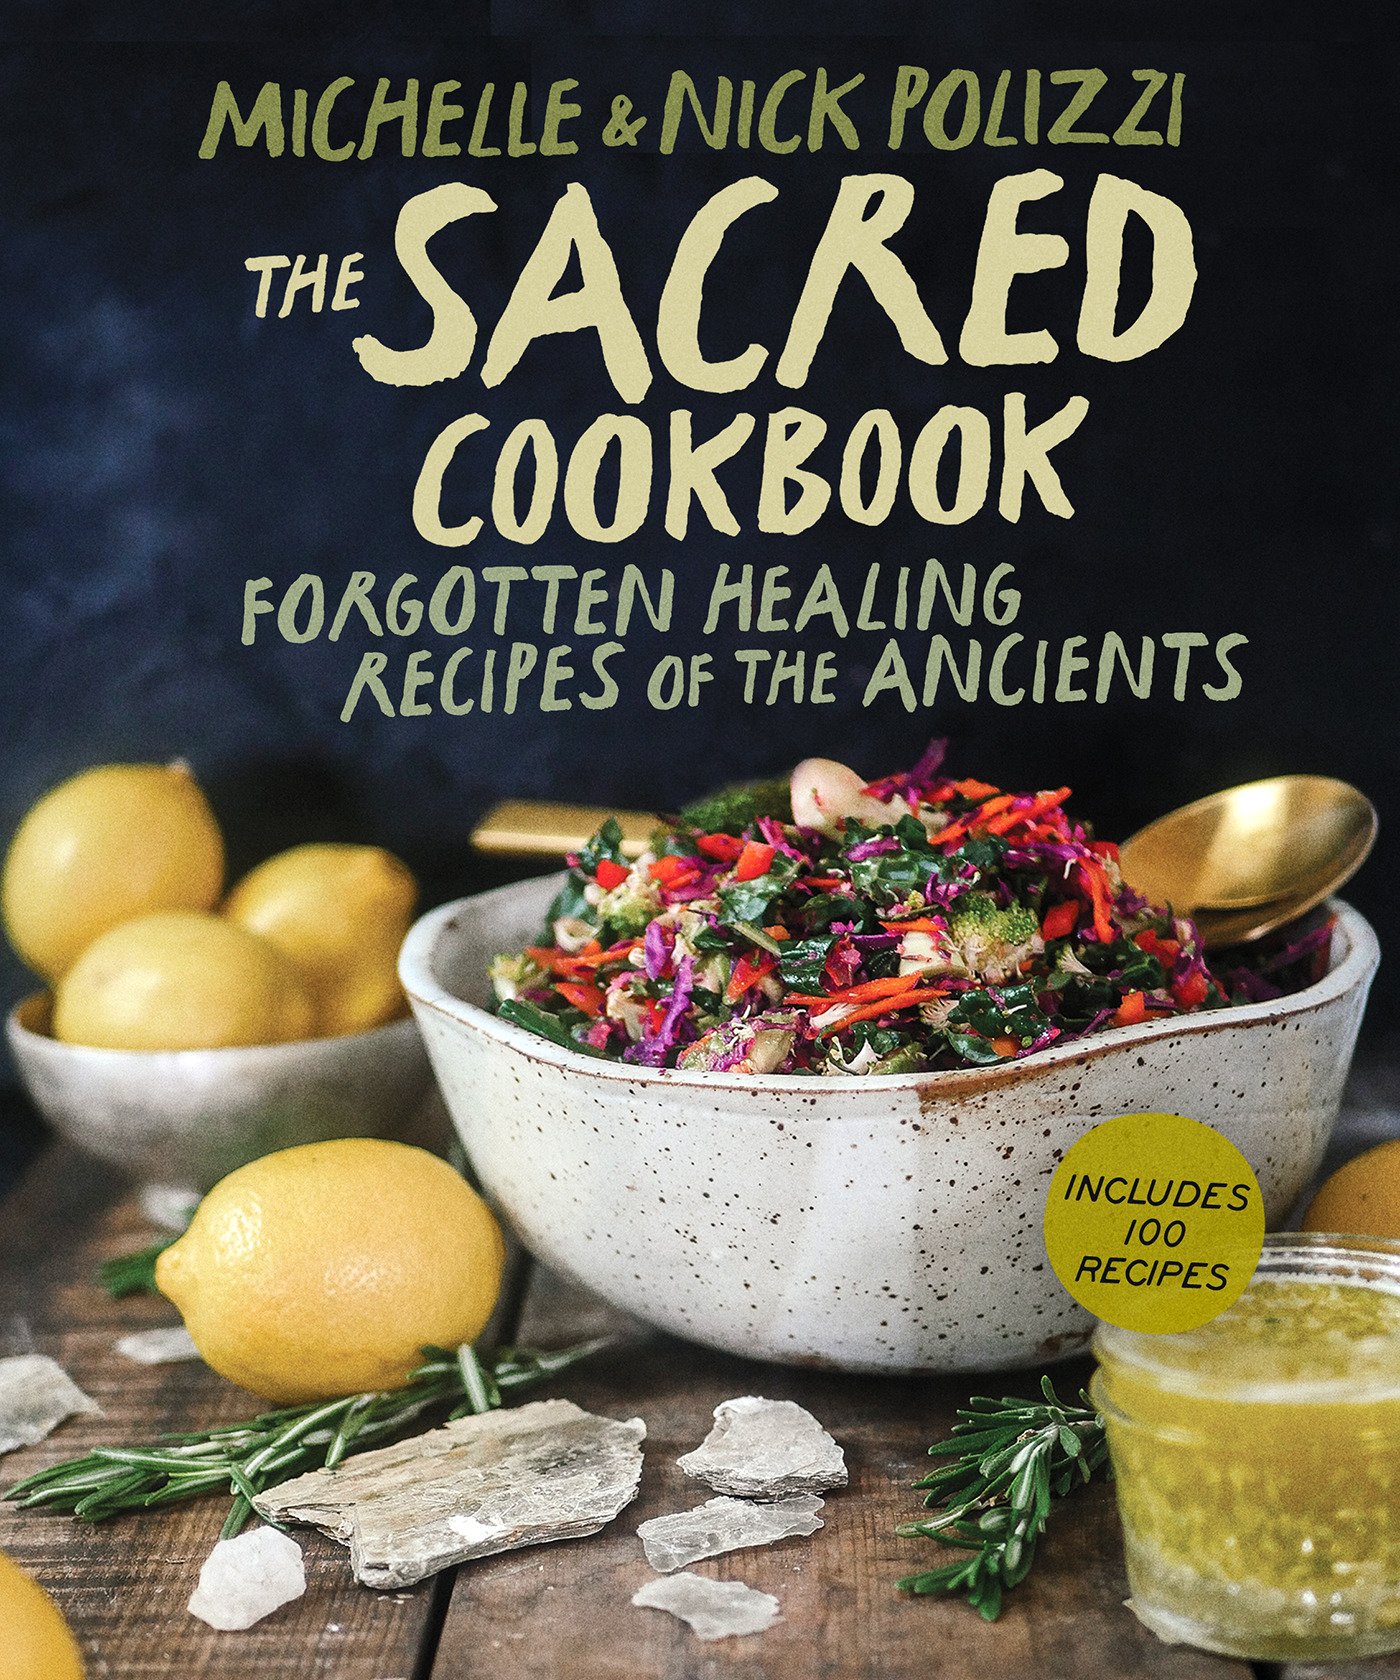 MICHELLE & NICK POLIZZI
THE SACRED
COOKBOOK
FORGOTTEN HEALING
RECIPES OF THE ANCIENTS
INCLUDES
100
RECIPES